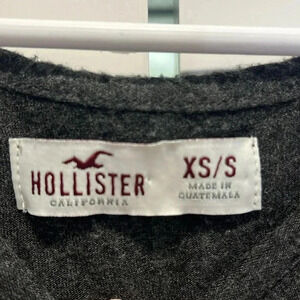 HOLLISTER
CALIFORNIA
XS/S
MADE IN
GUATEMALA